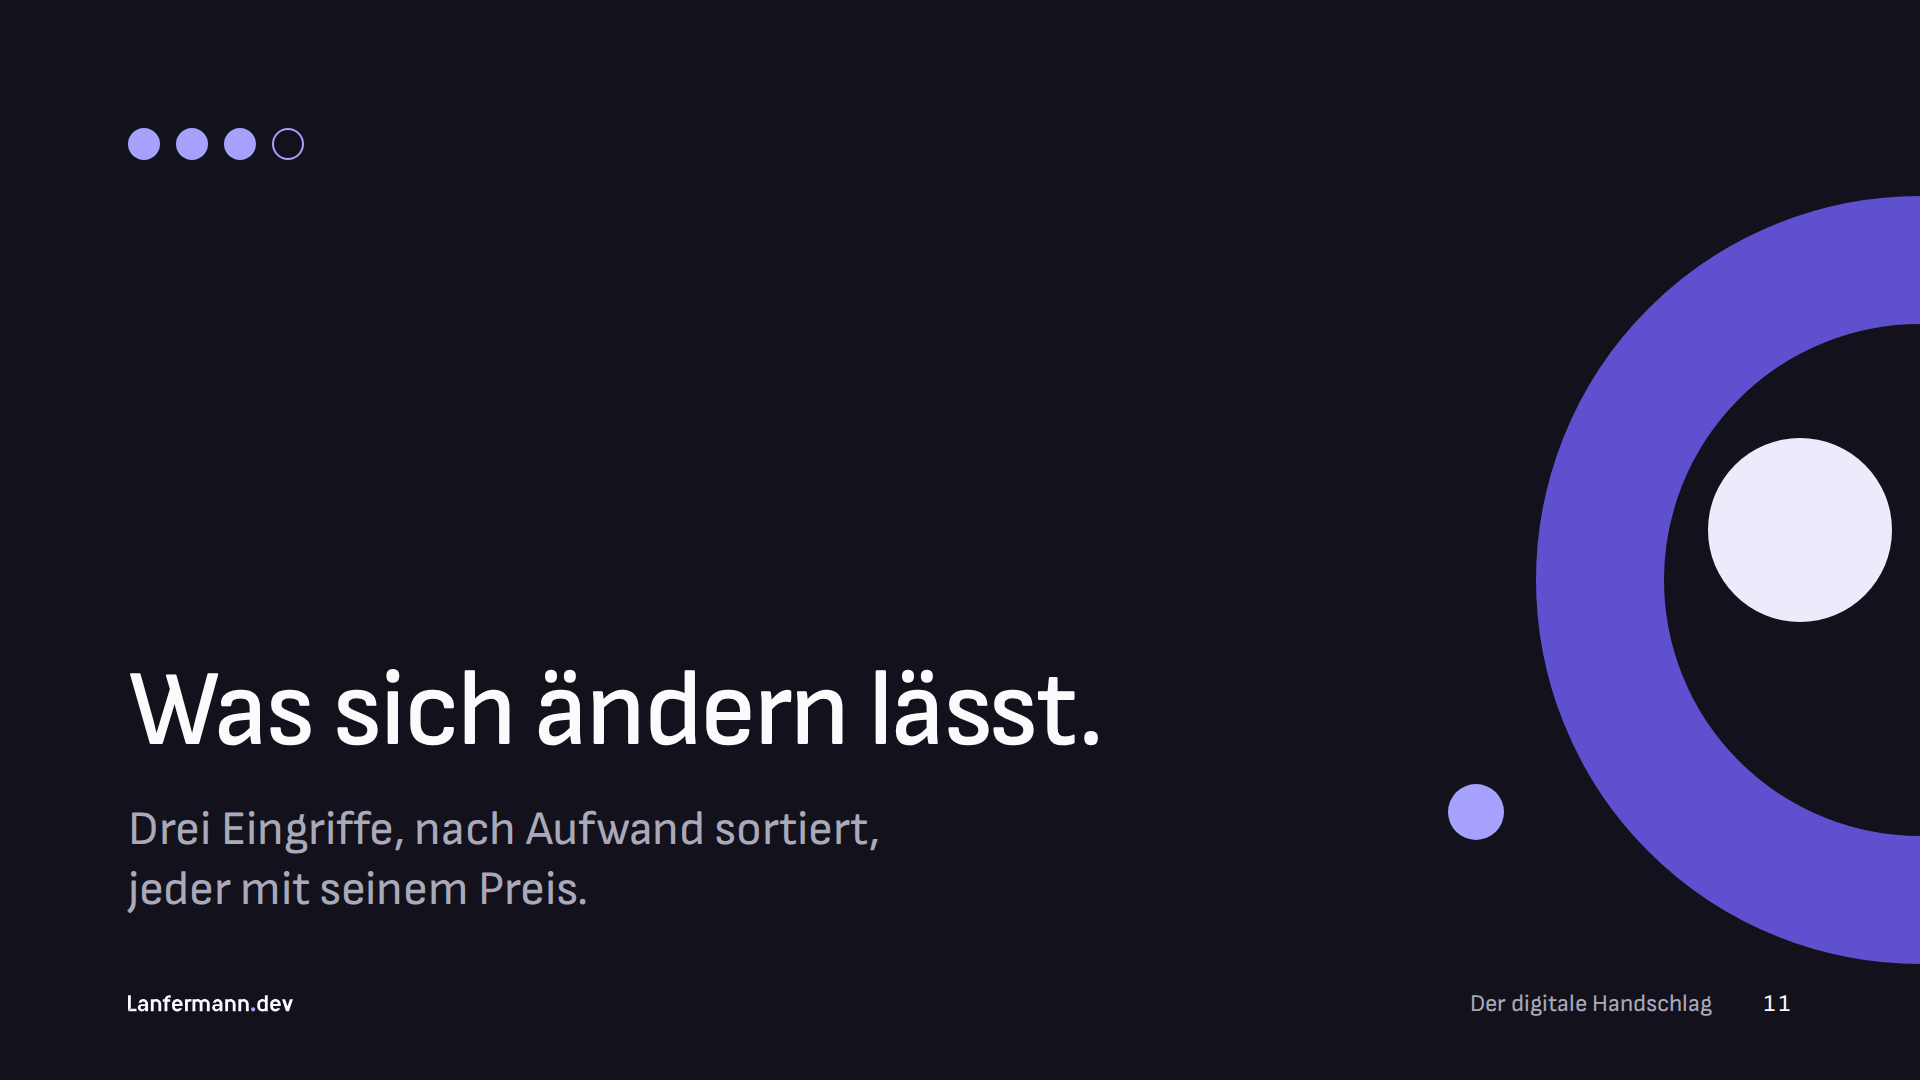 Was sich ändern lässt.
Drei Eingriffe, nach Aufwand sortiert,
jeder mit seinem Preis.
Lanfermann.dev
Der digitale Handschlag 11